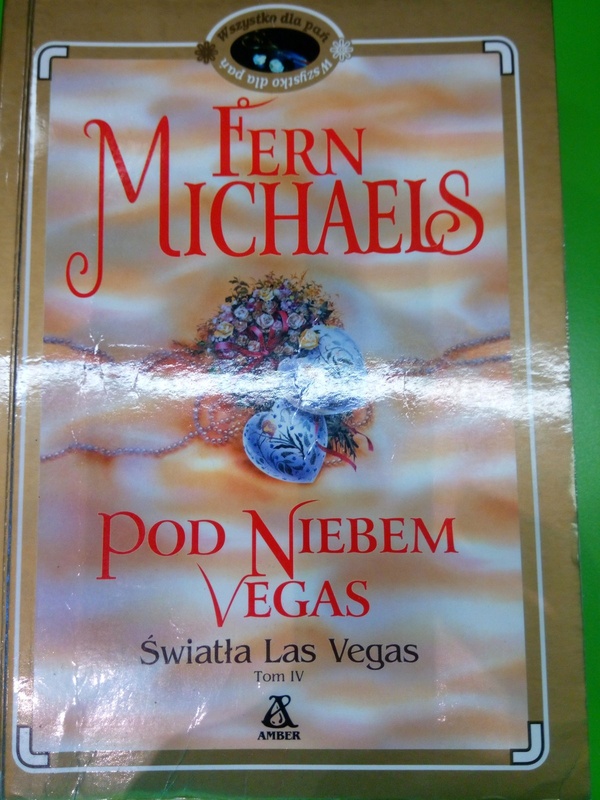 Wszystko dla pań
Wszystko dla pań
FERN
MICHAELS
POD NIEBEM
VEGAS
Światła Las Vegas
Tom IV
A
AMBER